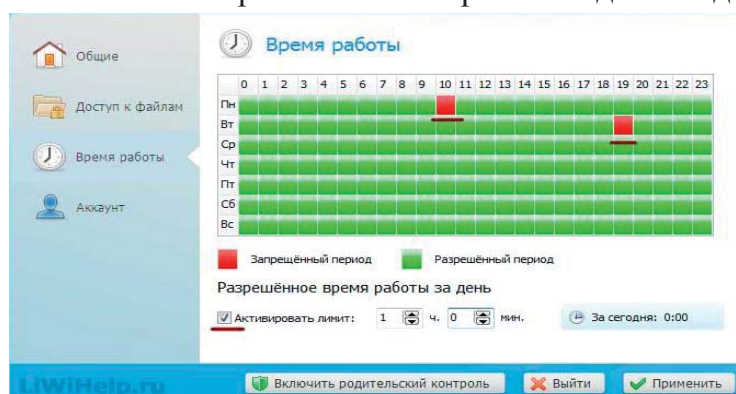 Общие
Доступ к файлам
Время работы
Аккаунт
Время работы
0 1 2 3 4 5 6 7 8 9 10 11 12 13 14 15 16 17 18 19 20 21 22 23
Пн
Вт
Ср
Чт
Пт
Сб
Вс
Запрещённый период Разрешённый период
Разрешённое время работы за день
Активировать лимит: 1 ч. 0 мин. За сегодня: 0:00
LiWiHelp.ru Включить родительский контроль Выйти Применить